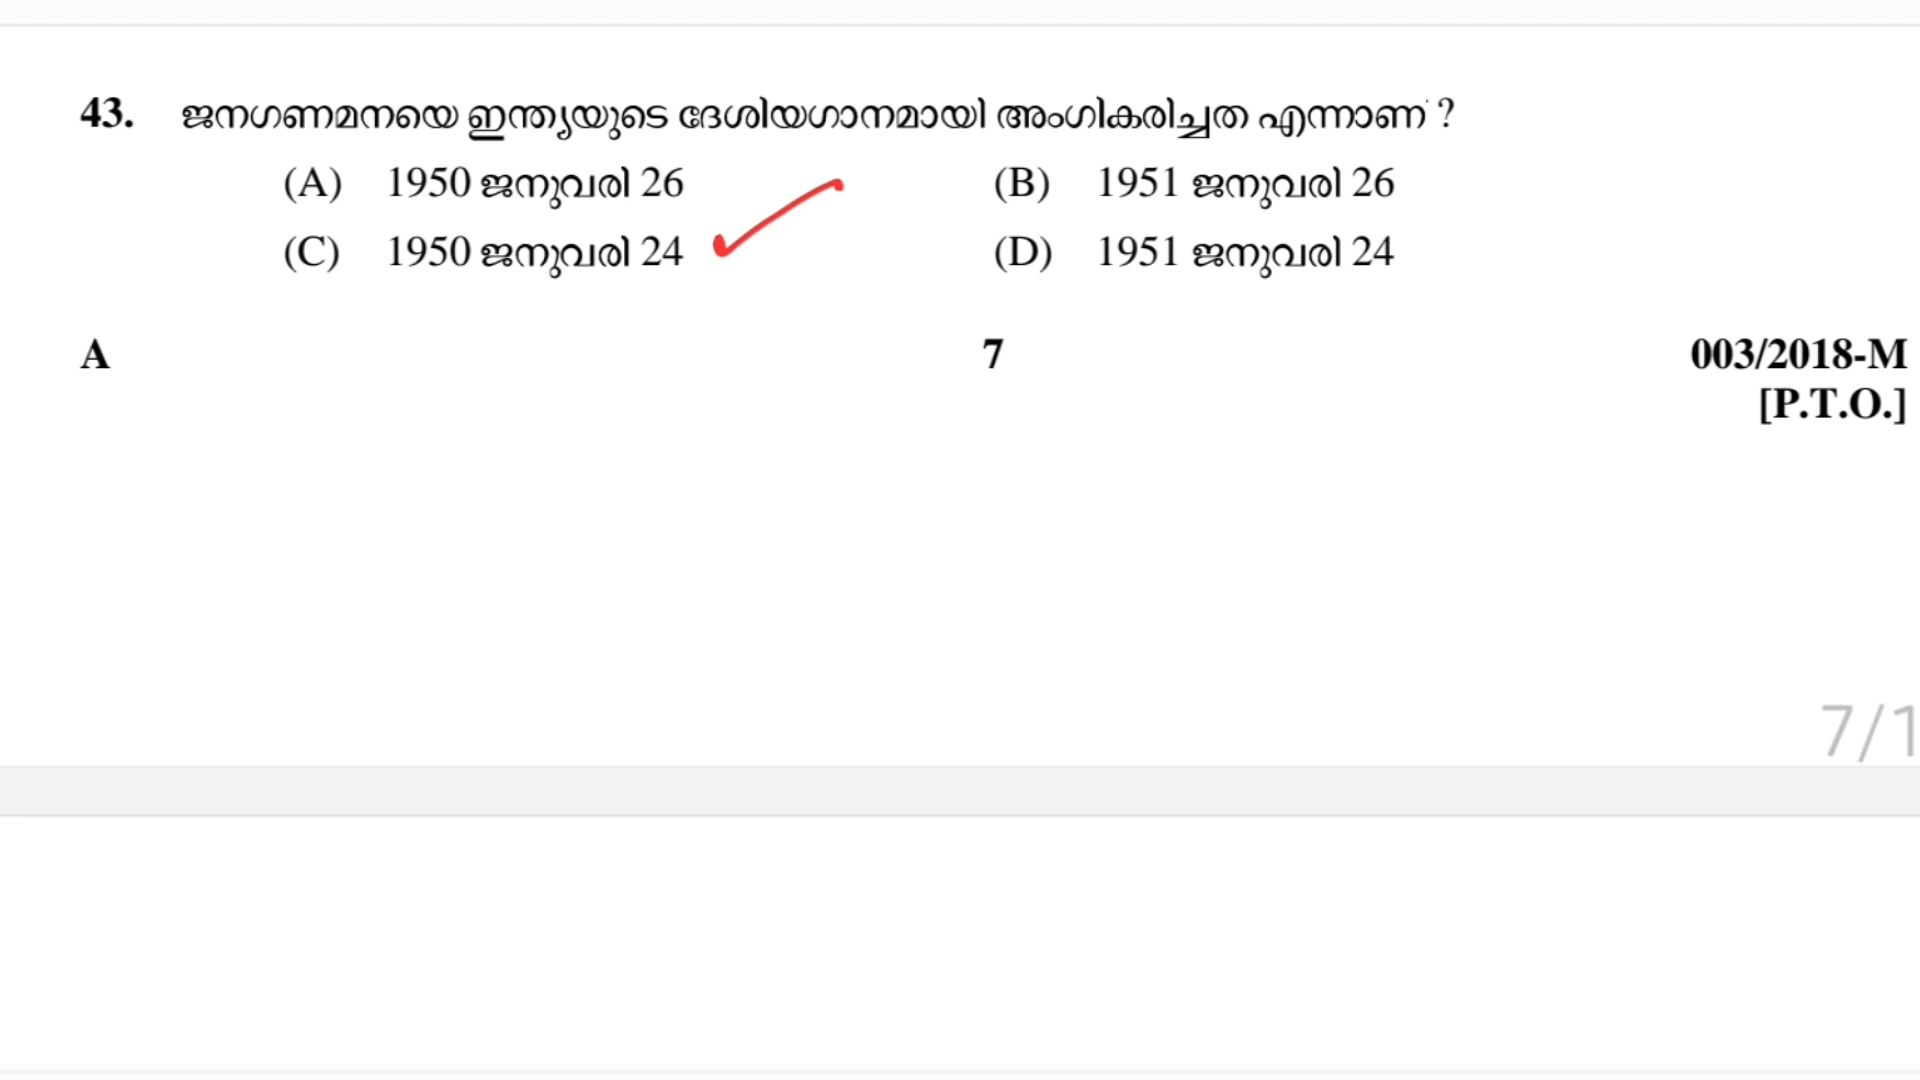 43. ജനഗണമനയെ ഇന്ത്യയുടെ ദേശിയഗാനമായി അംഗികരിച്ചത എന്നാണ് ?
(A) 1950 ജനുവരി 26 (B) 1951 ജനുവരി 26
(C) 1950 ജനുവരി 24 (D) 1951 ജനുവരി 24
A 7 003/2018-M
[P.T.O.]
7/1